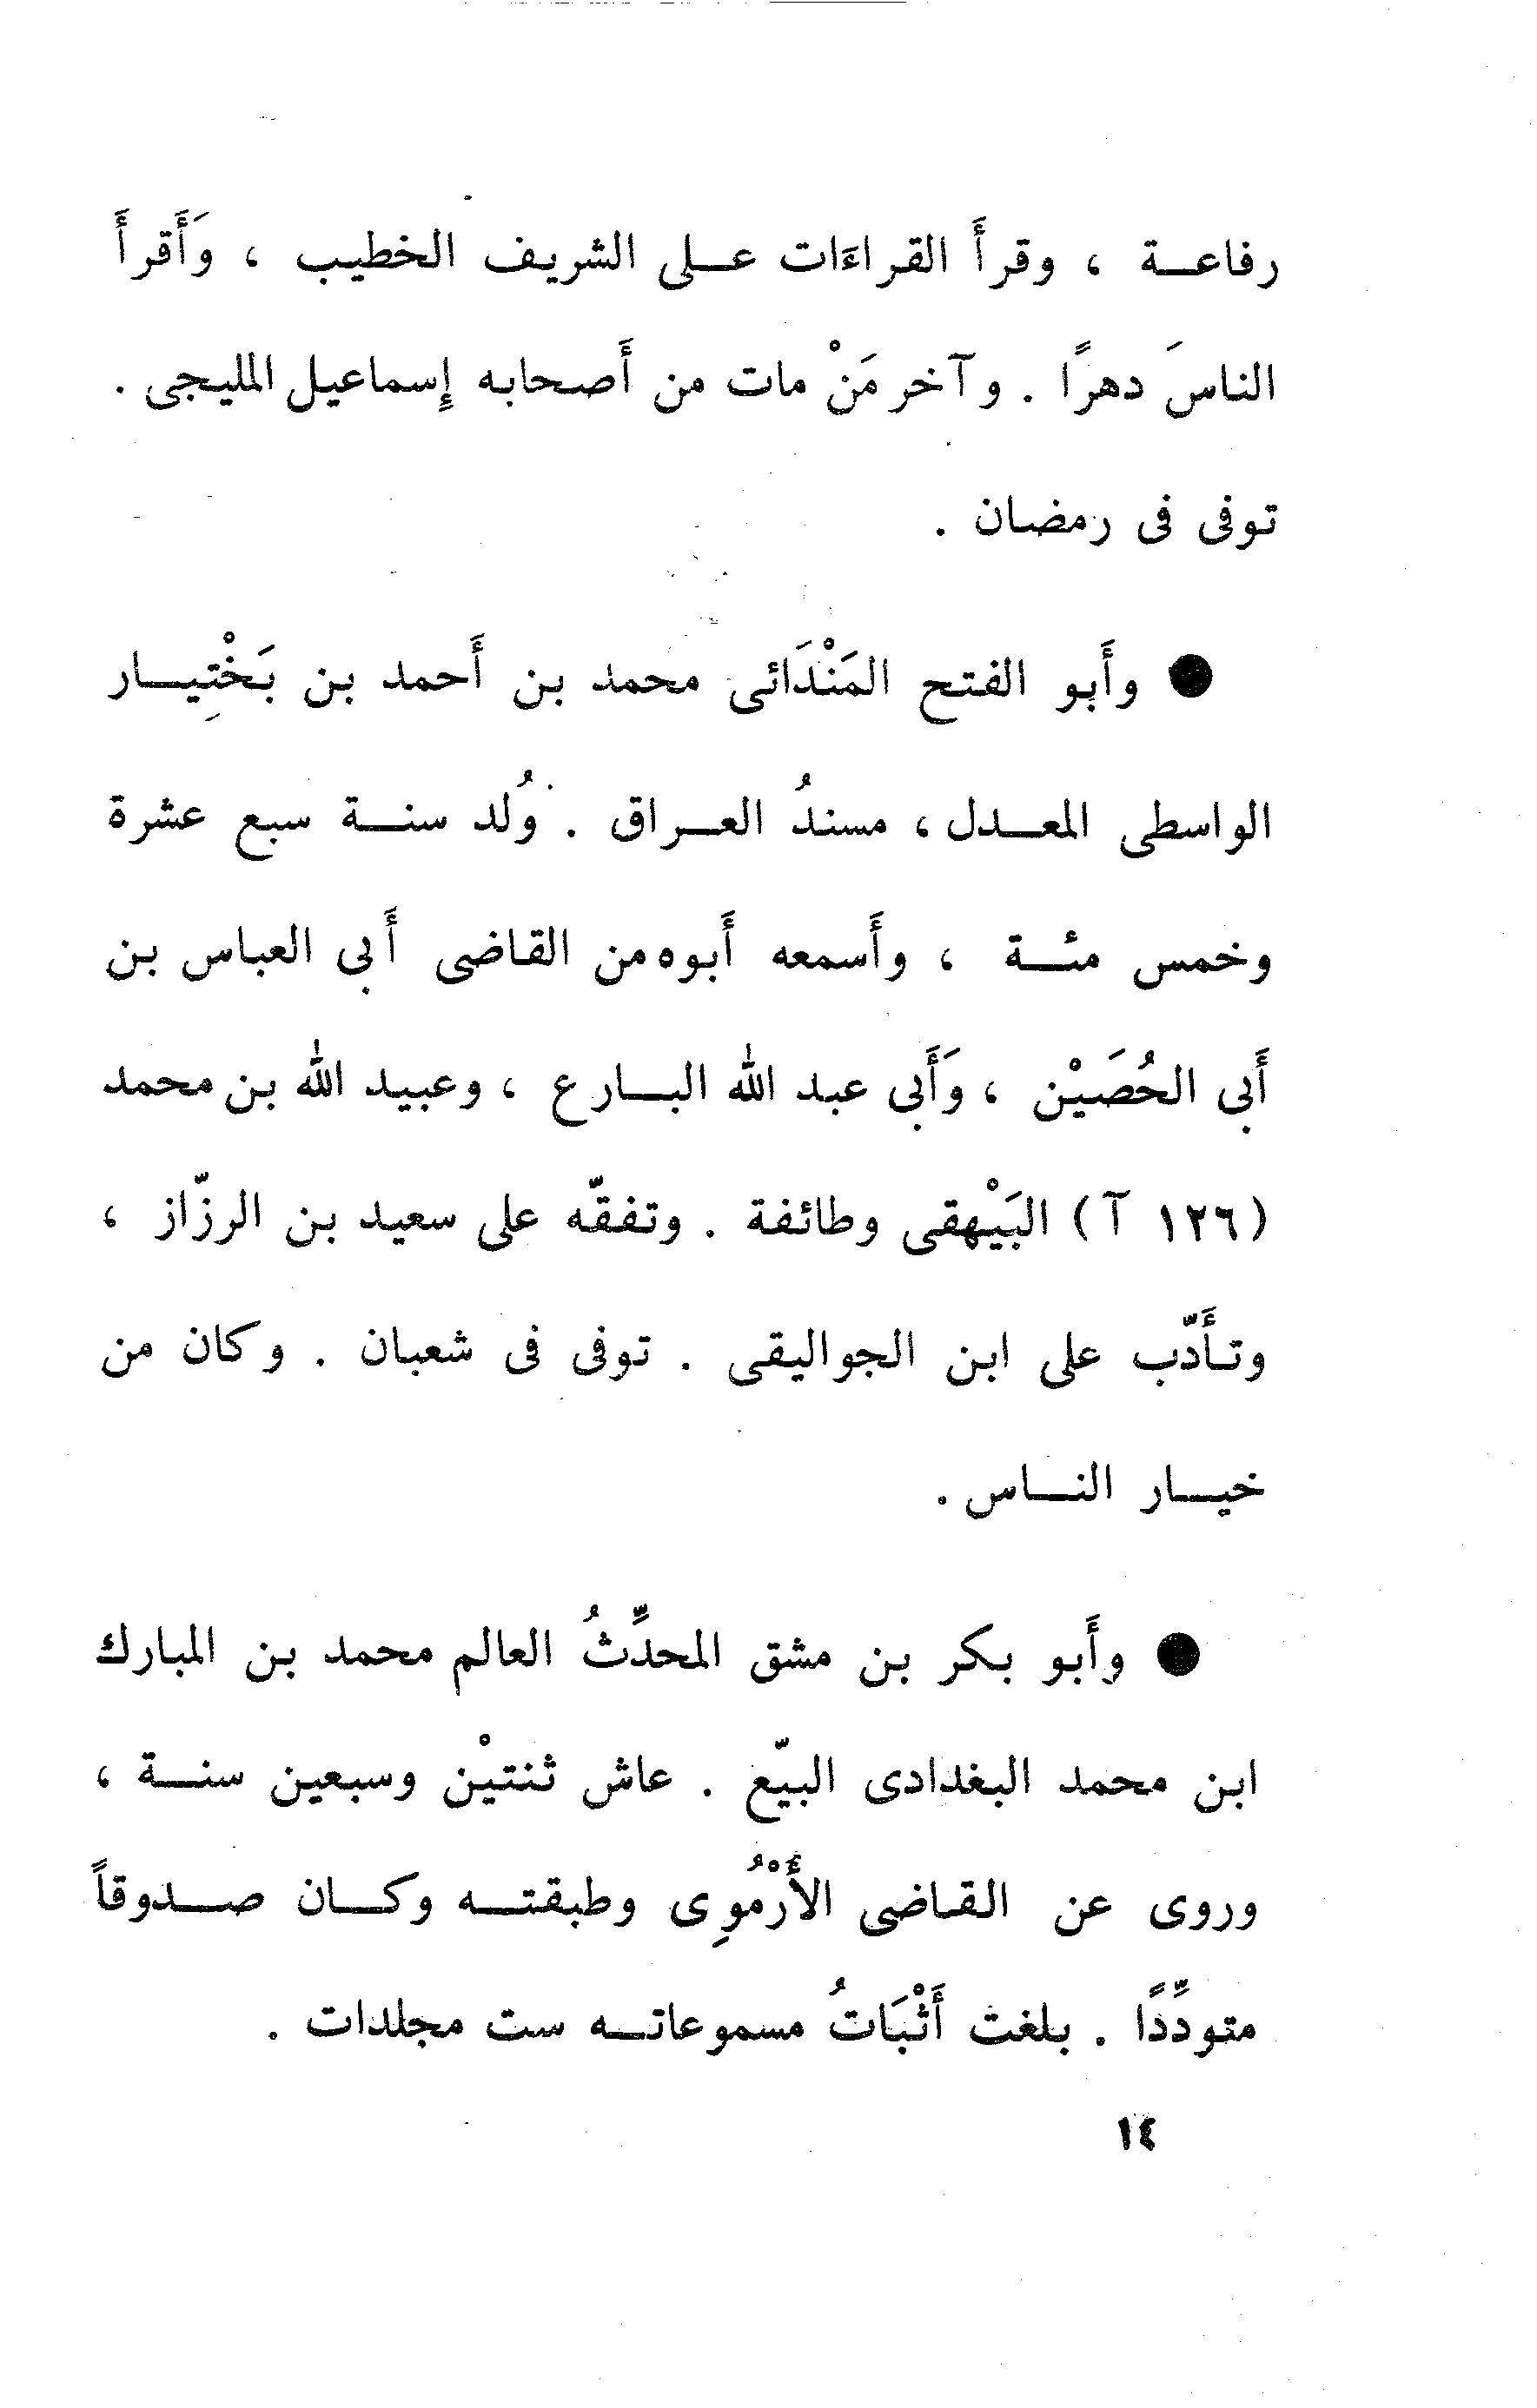 رفاعة ، وقرأَ القراءَات على الشريف الخطيب ، وَأَقرأَ
الناسَ دهرًا . وآخر مَنْ مات من أَصحابه إِسماعيل المليجى .
توفى فى رمضان .
● وأَبو الفتح المَنْدَائى محمد بن أَحمد بن بَخْتِيار
الواسطى المعدل ، مسندُ العراق . وُلد سنة سبع عشرة
وخمس مئة ، وأَسمعه أَبوه من القاضى أَبى العباس بن
أَبى الحُصَيْن ، وَأَبى عبد الله البارع ، وعبيد الله بن محمد
(١٢٦ آ) البَيْهقى وطائفة . وتفقّه على سعيد بن الرزّاز ،
وتأَدّب على ابن الجواليقى . توفى فى شعبان . وكان من
خيار الناس .
● وأَبو بكر بن مشق المحدِّثُ العالم محمد بن المبارك
ابن محمد البغدادى البيّع . عاش ثنتيْن وسبعين سنة ،
وروى عن القاضى الأُرْمُوِى وطبقته وكان صدوقاً
متودِّدًا . بلغت أَثْبَاتُ مسموعاته ست مجلدات .
١٤